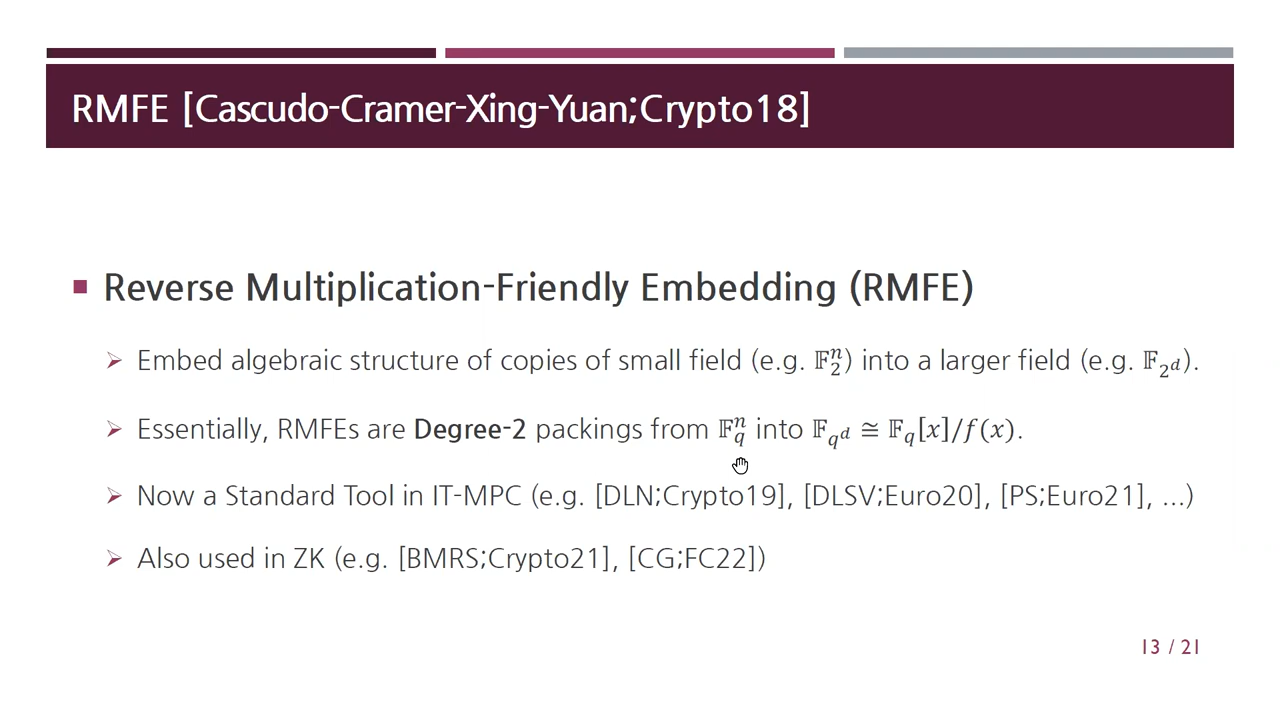 RMFE [Cascudo-Cramer-Xing-Yuan;Crypto18]
Reverse Multiplication-Friendly Embedding (RMFE)
Embed algebraic structure of copies of small field (e.g. 𝔽₂ⁿ) into a larger field (e.g. 𝔽_{2^d}).
Essentially, RMFEs are Degree-2 packings from 𝔽_q^n into 𝔽_{q^d} ≅ 𝔽_q[x]/f(x).
Now a Standard Tool in IT-MPC (e.g. [DLN;Crypto19], [DLSV;Euro20], [PS;Euro21], ...)
Also used in ZK (e.g. [BMRS;Crypto21], [CG;FC22])
13 / 21